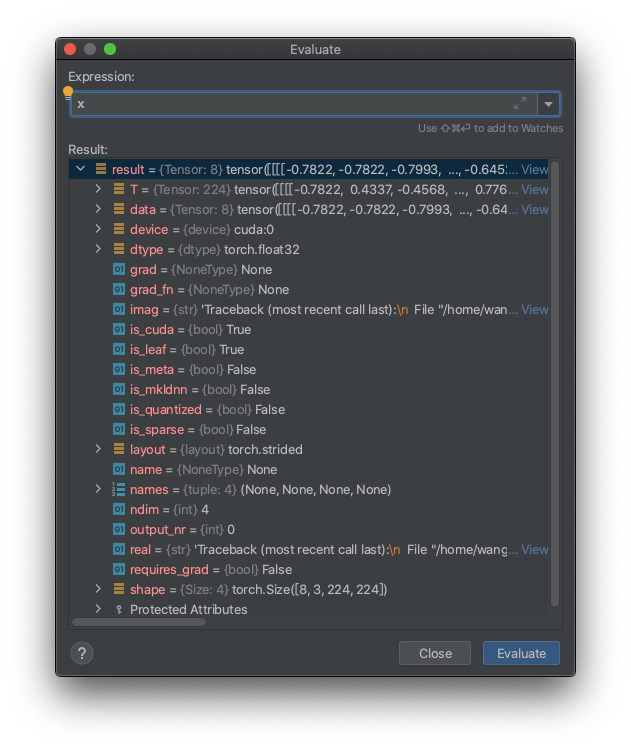 Evaluate
Expression:
x
Use ⇧⌘⏎ to add to Watches
Result:
result = {Tensor: 8} tensor([[[[-0.7822, -0.7822, -0.7993,  ..., -0.645... View
T = {Tensor: 224} tensor([[[[-0.7822,  0.4337, -0.4568,  ...,  0.776 View
data = {Tensor: 8} tensor([[[[-0.7822, -0.7822, -0.7993,  ..., -0.64... View
device = {device} cuda:0
dtype = {dtype} torch.float32
grad = {NoneType} None
grad_fn = {NoneType} None
imag = {str} 'Traceback (most recent call last):\n  File "/home/wang... View
is_cuda = {bool} True
is_leaf = {bool} True
is_meta = {bool} False
is_mkldnn = {bool} False
is_quantized = {bool} False
is_sparse = {bool} False
layout = {layout} torch.strided
name = {NoneType} None
names = {tuple: 4} (None, None, None, None)
ndim = {int} 4
output_nr = {int} 0
real = {str} 'Traceback (most recent call last):\n  File "/home/wang... View
requires_grad = {bool} False
shape = {Size: 4} torch.Size([8, 3, 224, 224])
Protected Attributes
? Close Evaluate